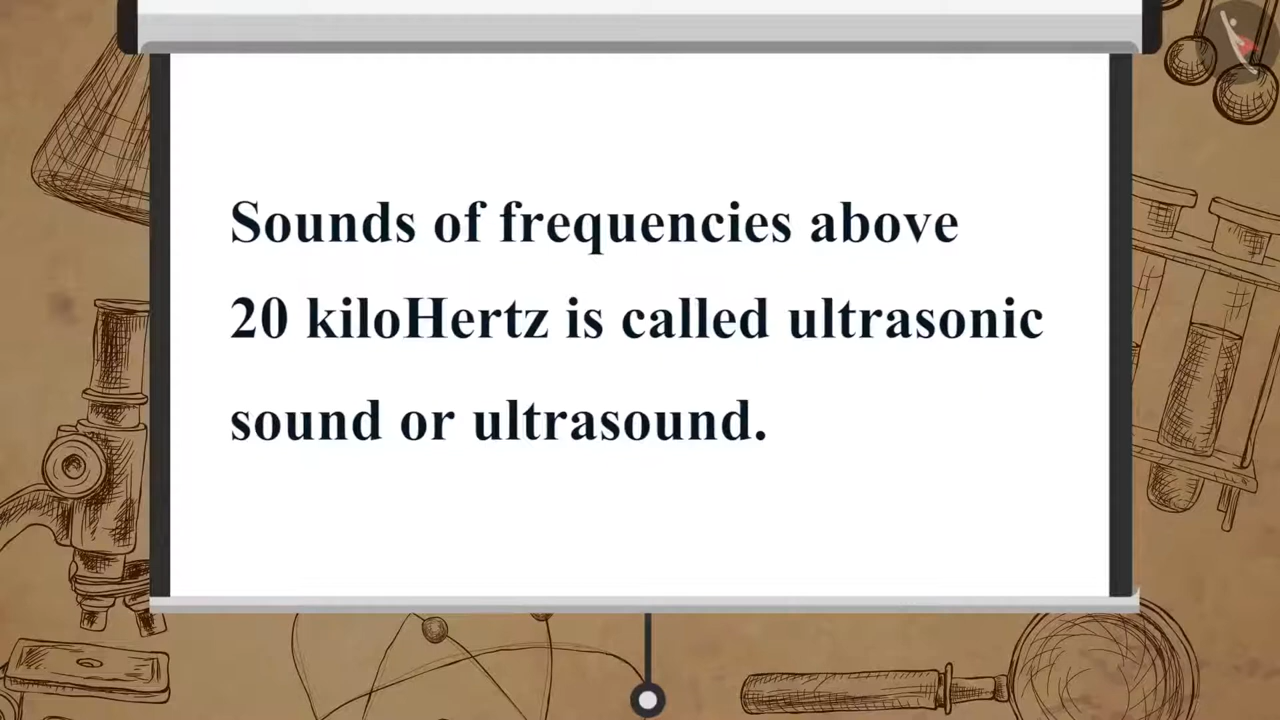 Sounds of frequencies above
20 kiloHertz is called ultrasonic
sound or ultrasound.